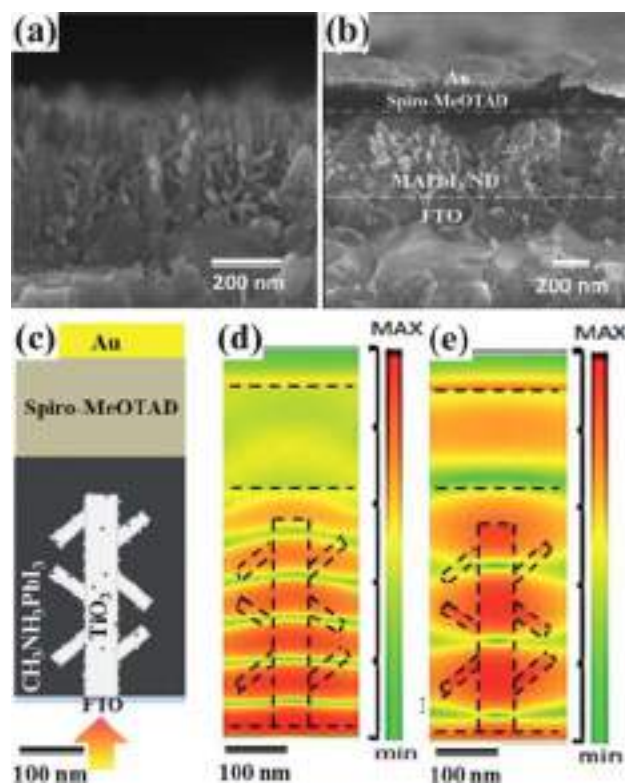 (a)
200 nm
(b)
Au
Spiro-MeOTAD
MAPbI₃/ND
FTO
200 nm
(c)
Au
Spiro-MeOTAD
CH₃NH₃PbI₃
TiO₂
FTO
100 nm
(d)
MAX
min
100 nm
(e)
MAX
min
100 nm